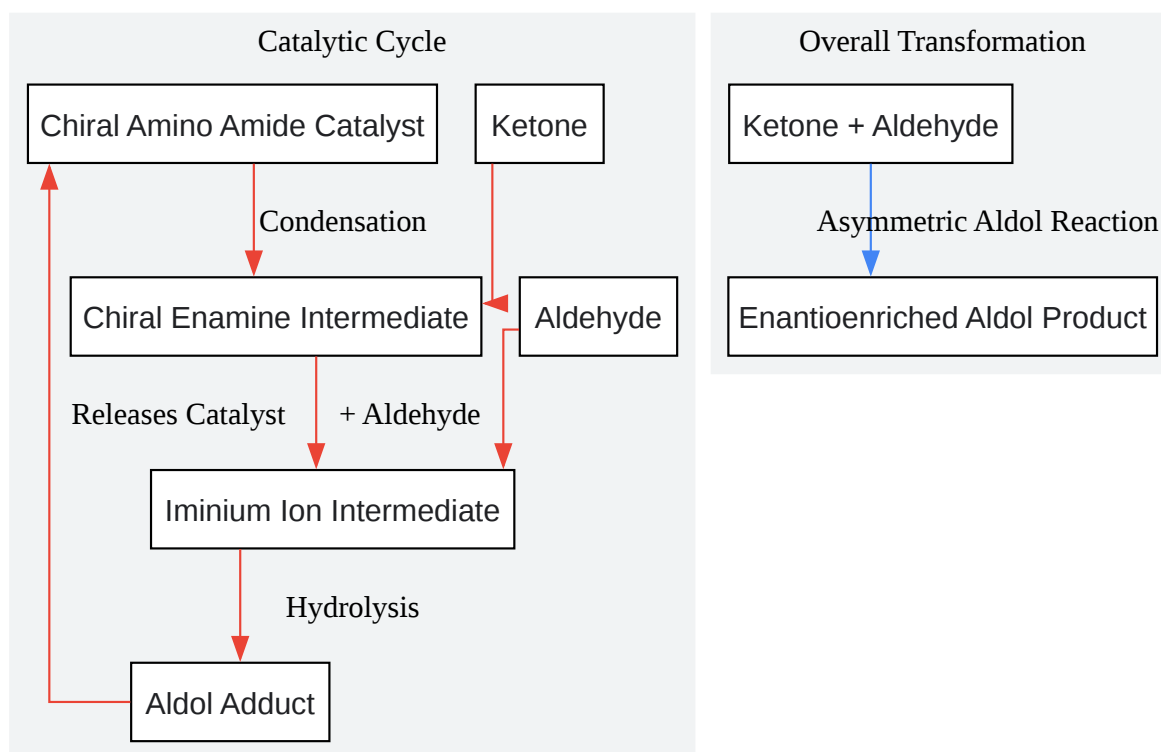 Catalytic Cycle
Chiral Amino Amide Catalyst
Ketone
Condensation
Chiral Enamine Intermediate
Aldehyde
Releases Catalyst
+ Aldehyde
Iminium Ion Intermediate
Hydrolysis
Aldol Adduct
Overall Transformation
Ketone + Aldehyde
Asymmetric Aldol Reaction
Enantioenriched Aldol Product